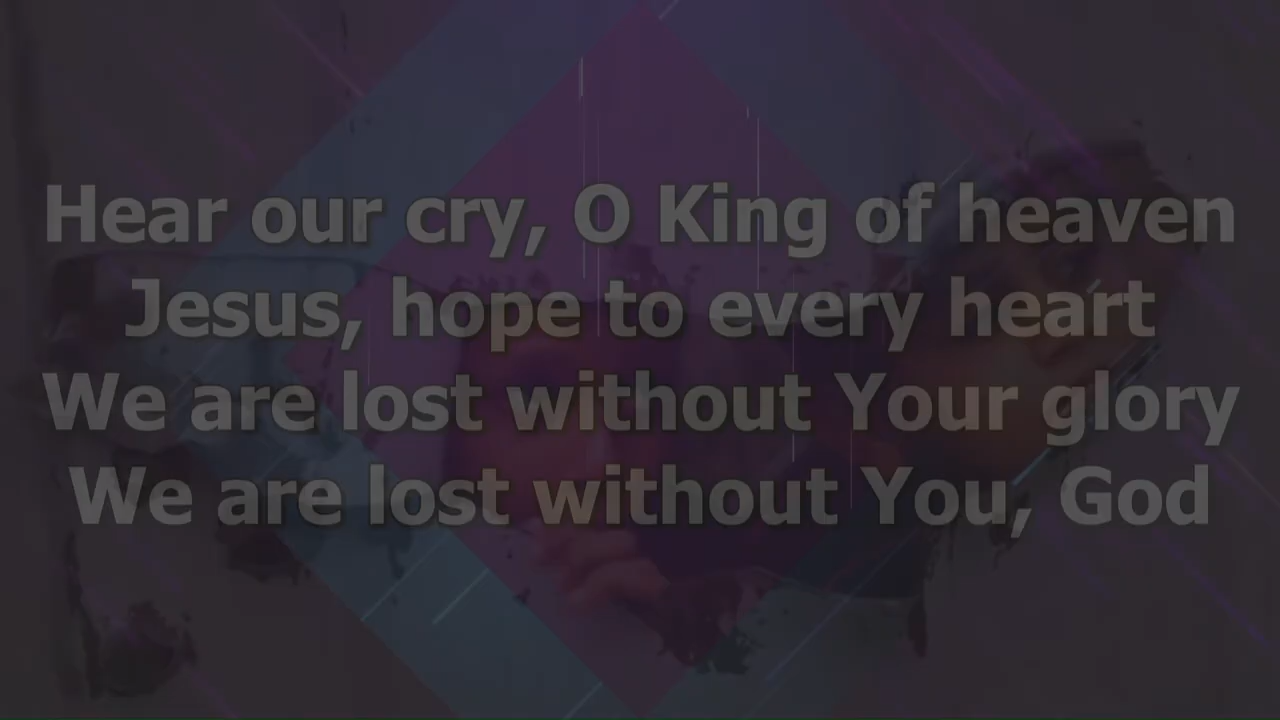 Hear our cry, O King of heaven
Jesus, hope to every heart
We are lost without Your glory
We are lost without You, God